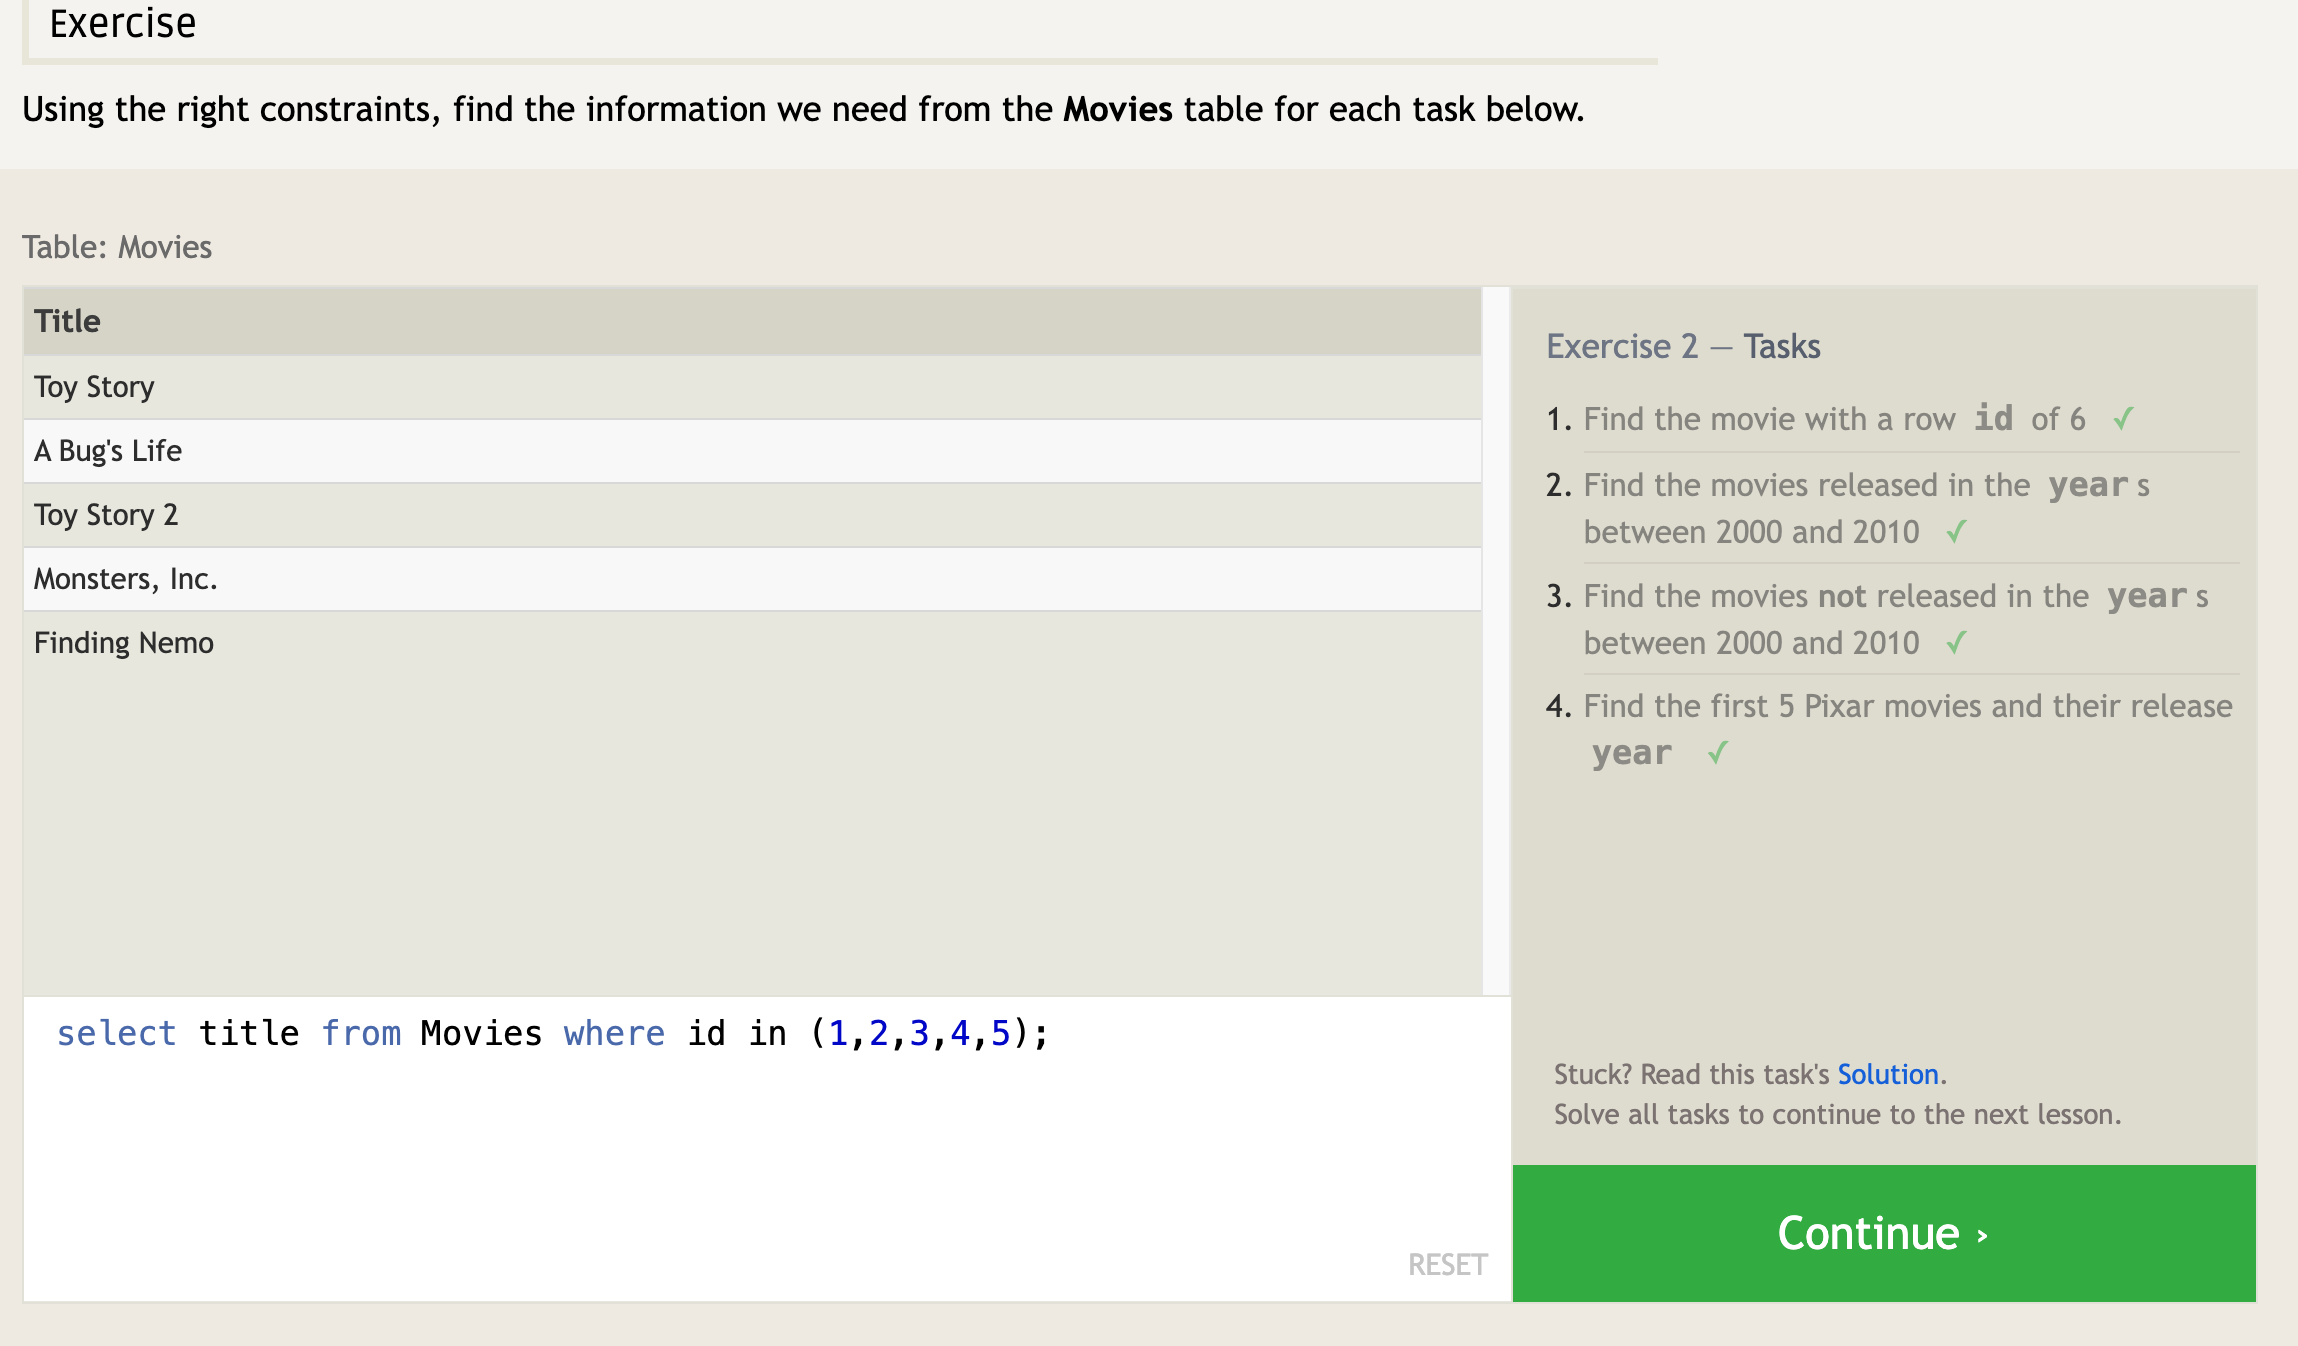 Exercise
Using the right constraints, find the information we need from the Movies table for each task below.
Table: Movies
Title
Toy Story
A Bug's Life
Toy Story 2
Monsters, Inc.
Finding Nemo
select title from Movies where id in (1,2,3,4,5);
RESET
Exercise 2 — Tasks
1. Find the movie with a row id of 6 ✓
2. Find the movies released in the year s
between 2000 and 2010 ✓
3. Find the movies not released in the year s
between 2000 and 2010 ✓
4. Find the first 5 Pixar movies and their release
year ✓
Stuck? Read this task's Solution.
Solve all tasks to continue to the next lesson.
Continue ›